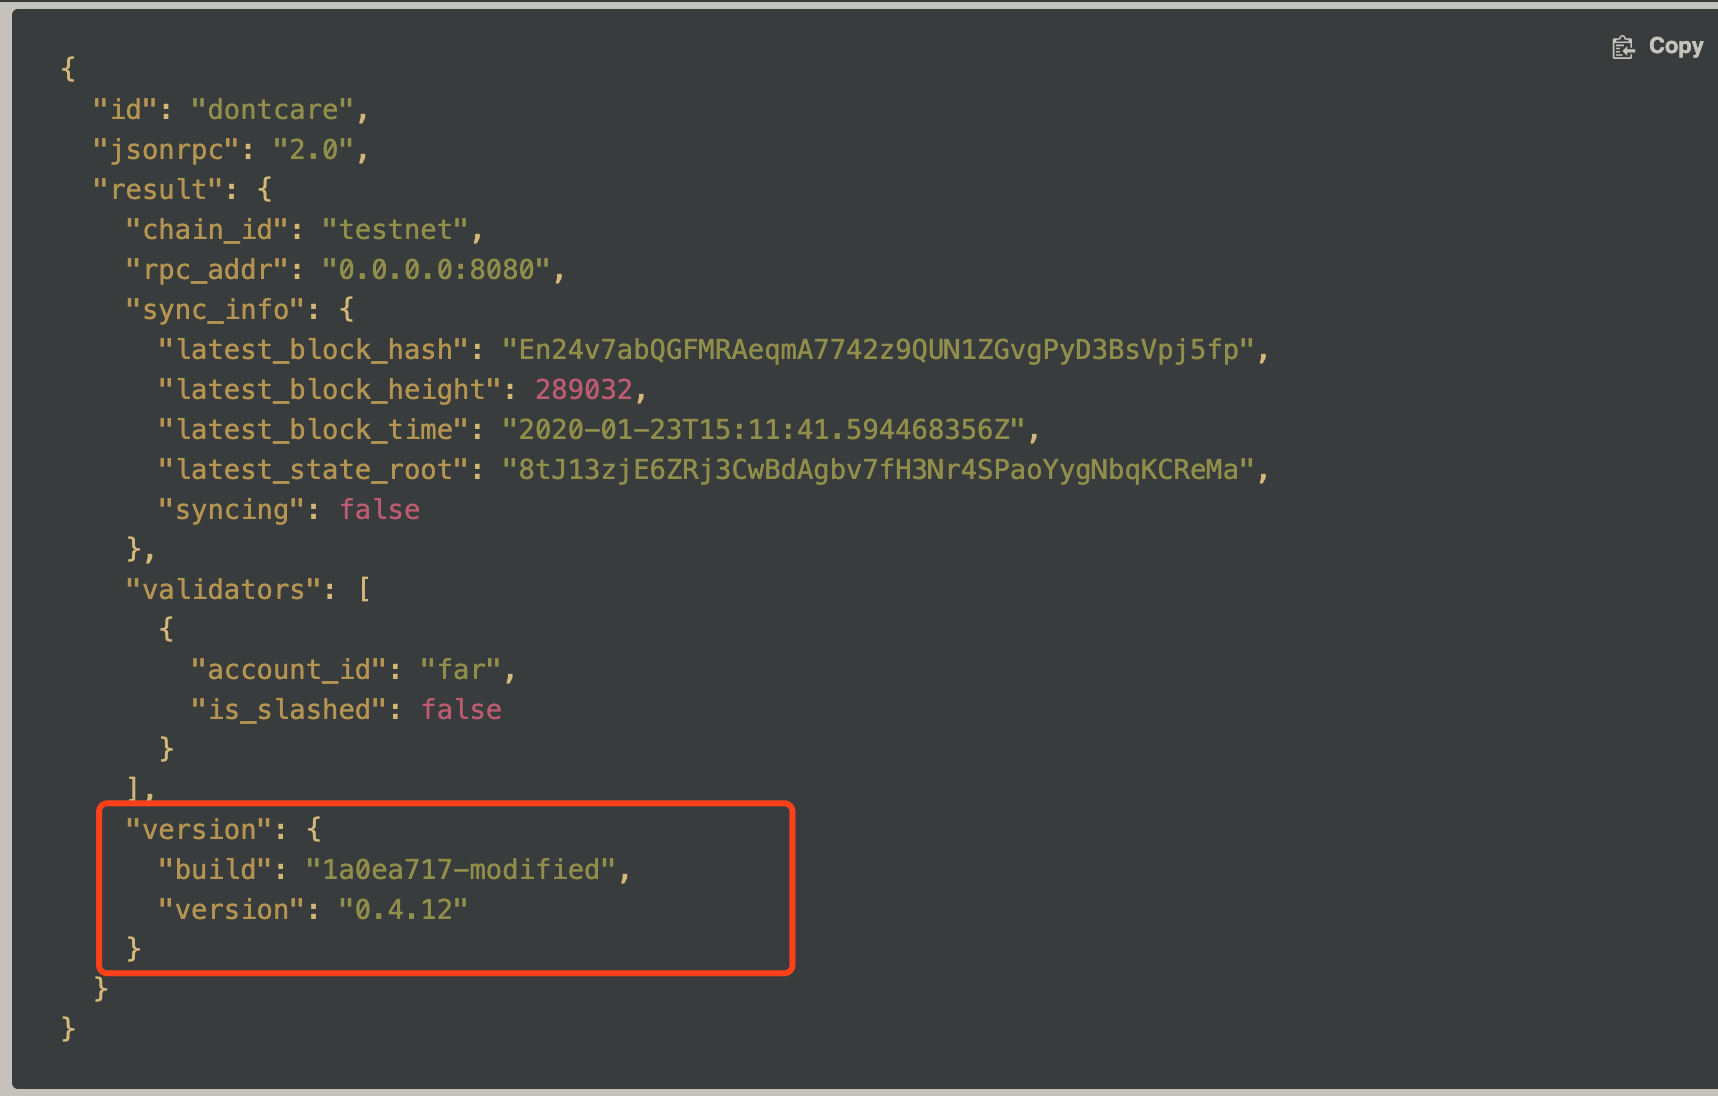 Copy
{
"id": "dontcare",
"jsonrpc": "2.0",
"result": {
"chain_id": "testnet",
"rpc_addr": "0.0.0.0:8080",
"sync_info": {
"latest_block_hash": "En24v7abQGFMRAeqmA7742z9QUN1ZGvgPyD3BsVpj5fp",
"latest_block_height": 289032,
"latest_block_time": "2020-01-23T15:11:41.594468356Z",
"latest_state_root": "8tJ13zjE6ZRj3CwBdAgbv7fH3Nr4SPaoYygNbqKCReMa",
"syncing": false
},
"validators": [
{
"account_id": "far",
"is_slashed": false
}
],
"version": {
"build": "1a0ea717-modified",
"version": "0.4.12"
}
}
}